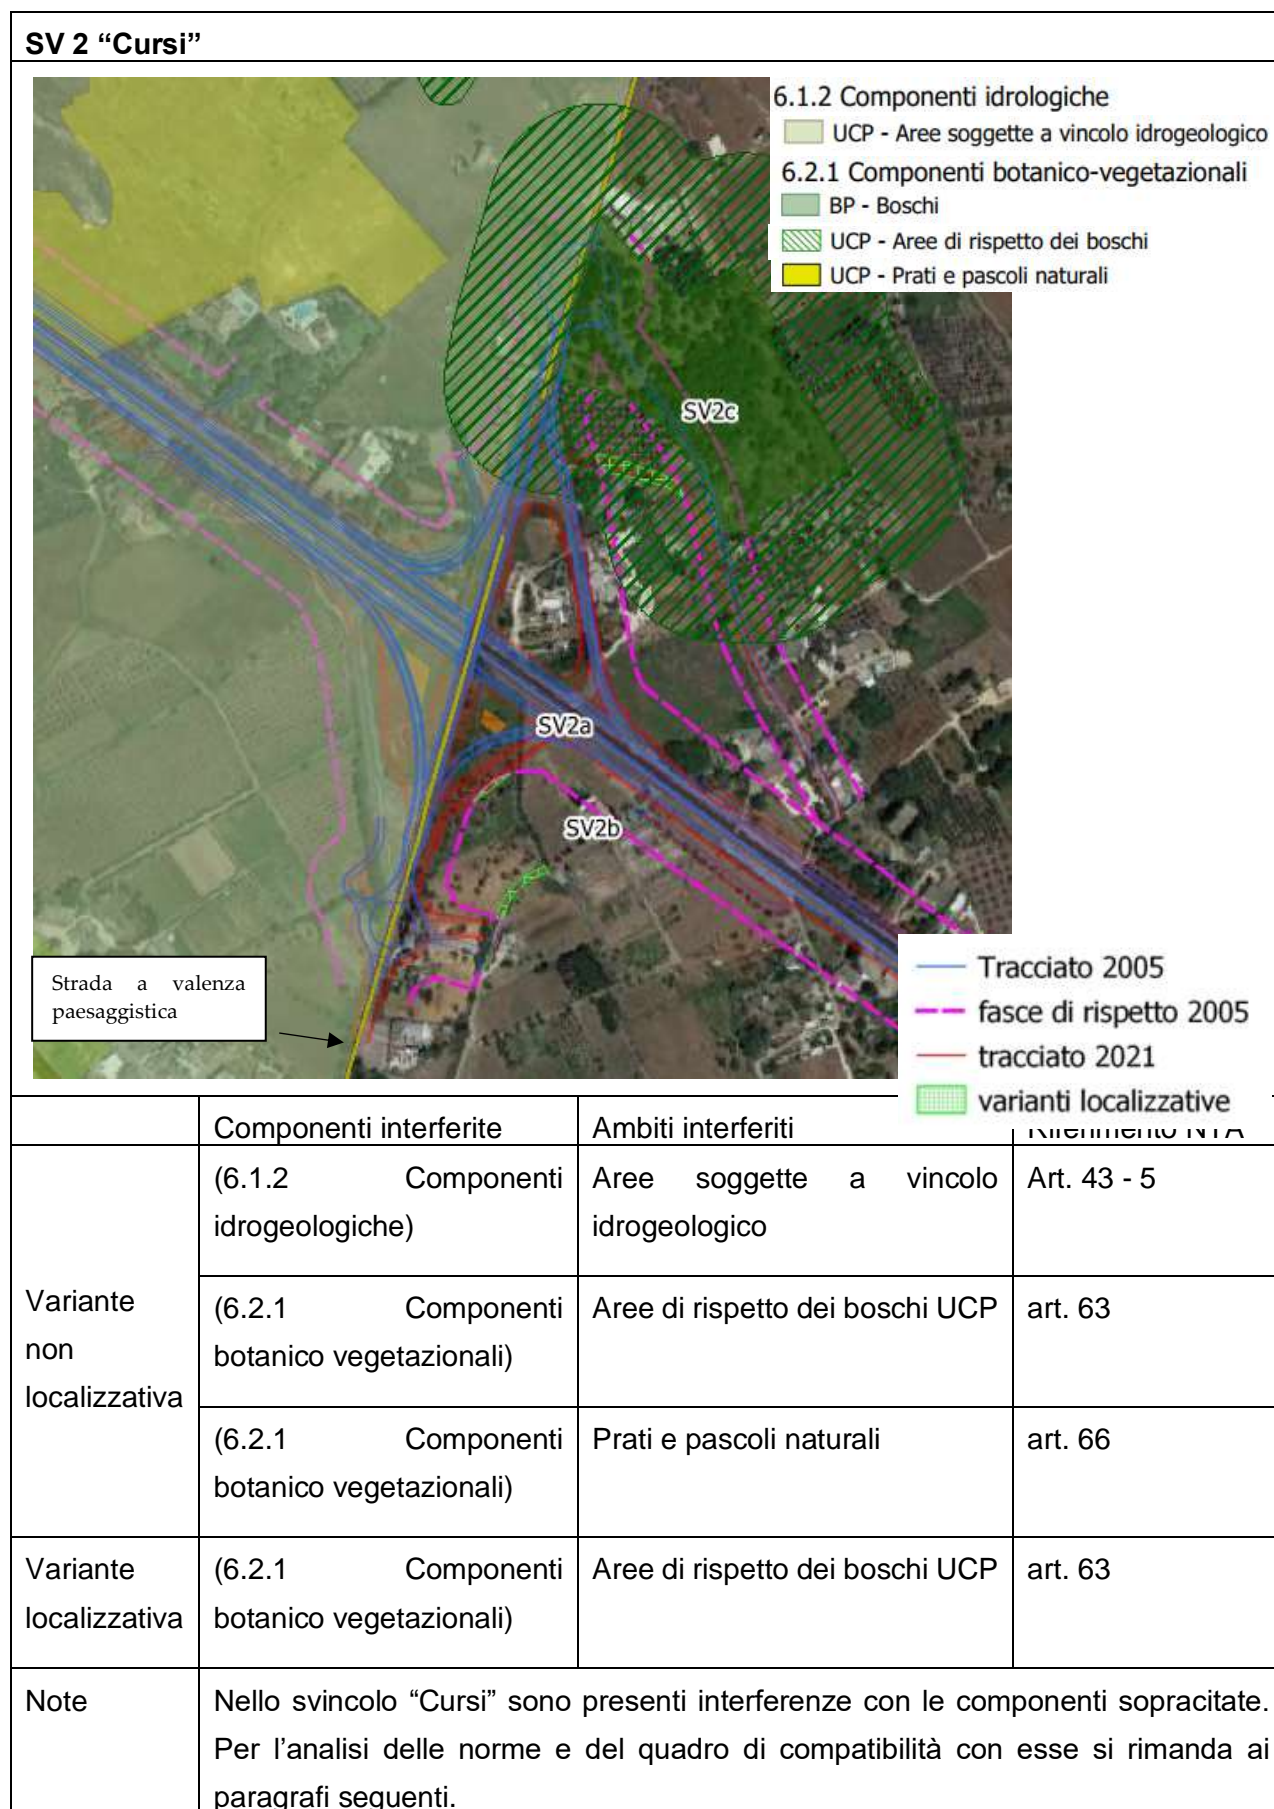 SV 2 “Cursi”
6.1.2 Componenti idrologiche
UCP - Aree soggette a vincolo idrogeologico
6.2.1 Componenti botanico-vegetazionali
BP - Boschi
UCP - Aree di rispetto dei boschi
UCP - Prati e pascoli naturali
SV2c
SV2a
SV2b
Strada a valenza
paesaggistica
Tracciato 2005
fasce di rispetto 2005
tracciato 2021
varianti localizzative
Componenti interferite
Ambiti interferiti
Riferimento NTA
Variante
non
localizzativa
(6.1.2 Componenti
idrogeologiche)
Aree soggette a vincolo
idrogeologico
Art. 43 - 5
(6.2.1 Componenti
botanico vegetazionali)
Aree di rispetto dei boschi UCP
art. 63
(6.2.1 Componenti
botanico vegetazionali)
Prati e pascoli naturali
art. 66
Variante
localizzativa
(6.2.1 Componenti
botanico vegetazionali)
Aree di rispetto dei boschi UCP
art. 63
Note
Nello svincolo “Cursi” sono presenti interferenze con le componenti sopracitate.
Per l’analisi delle norme e del quadro di compatibilità con esse si rimanda ai
paragrafi seguenti.